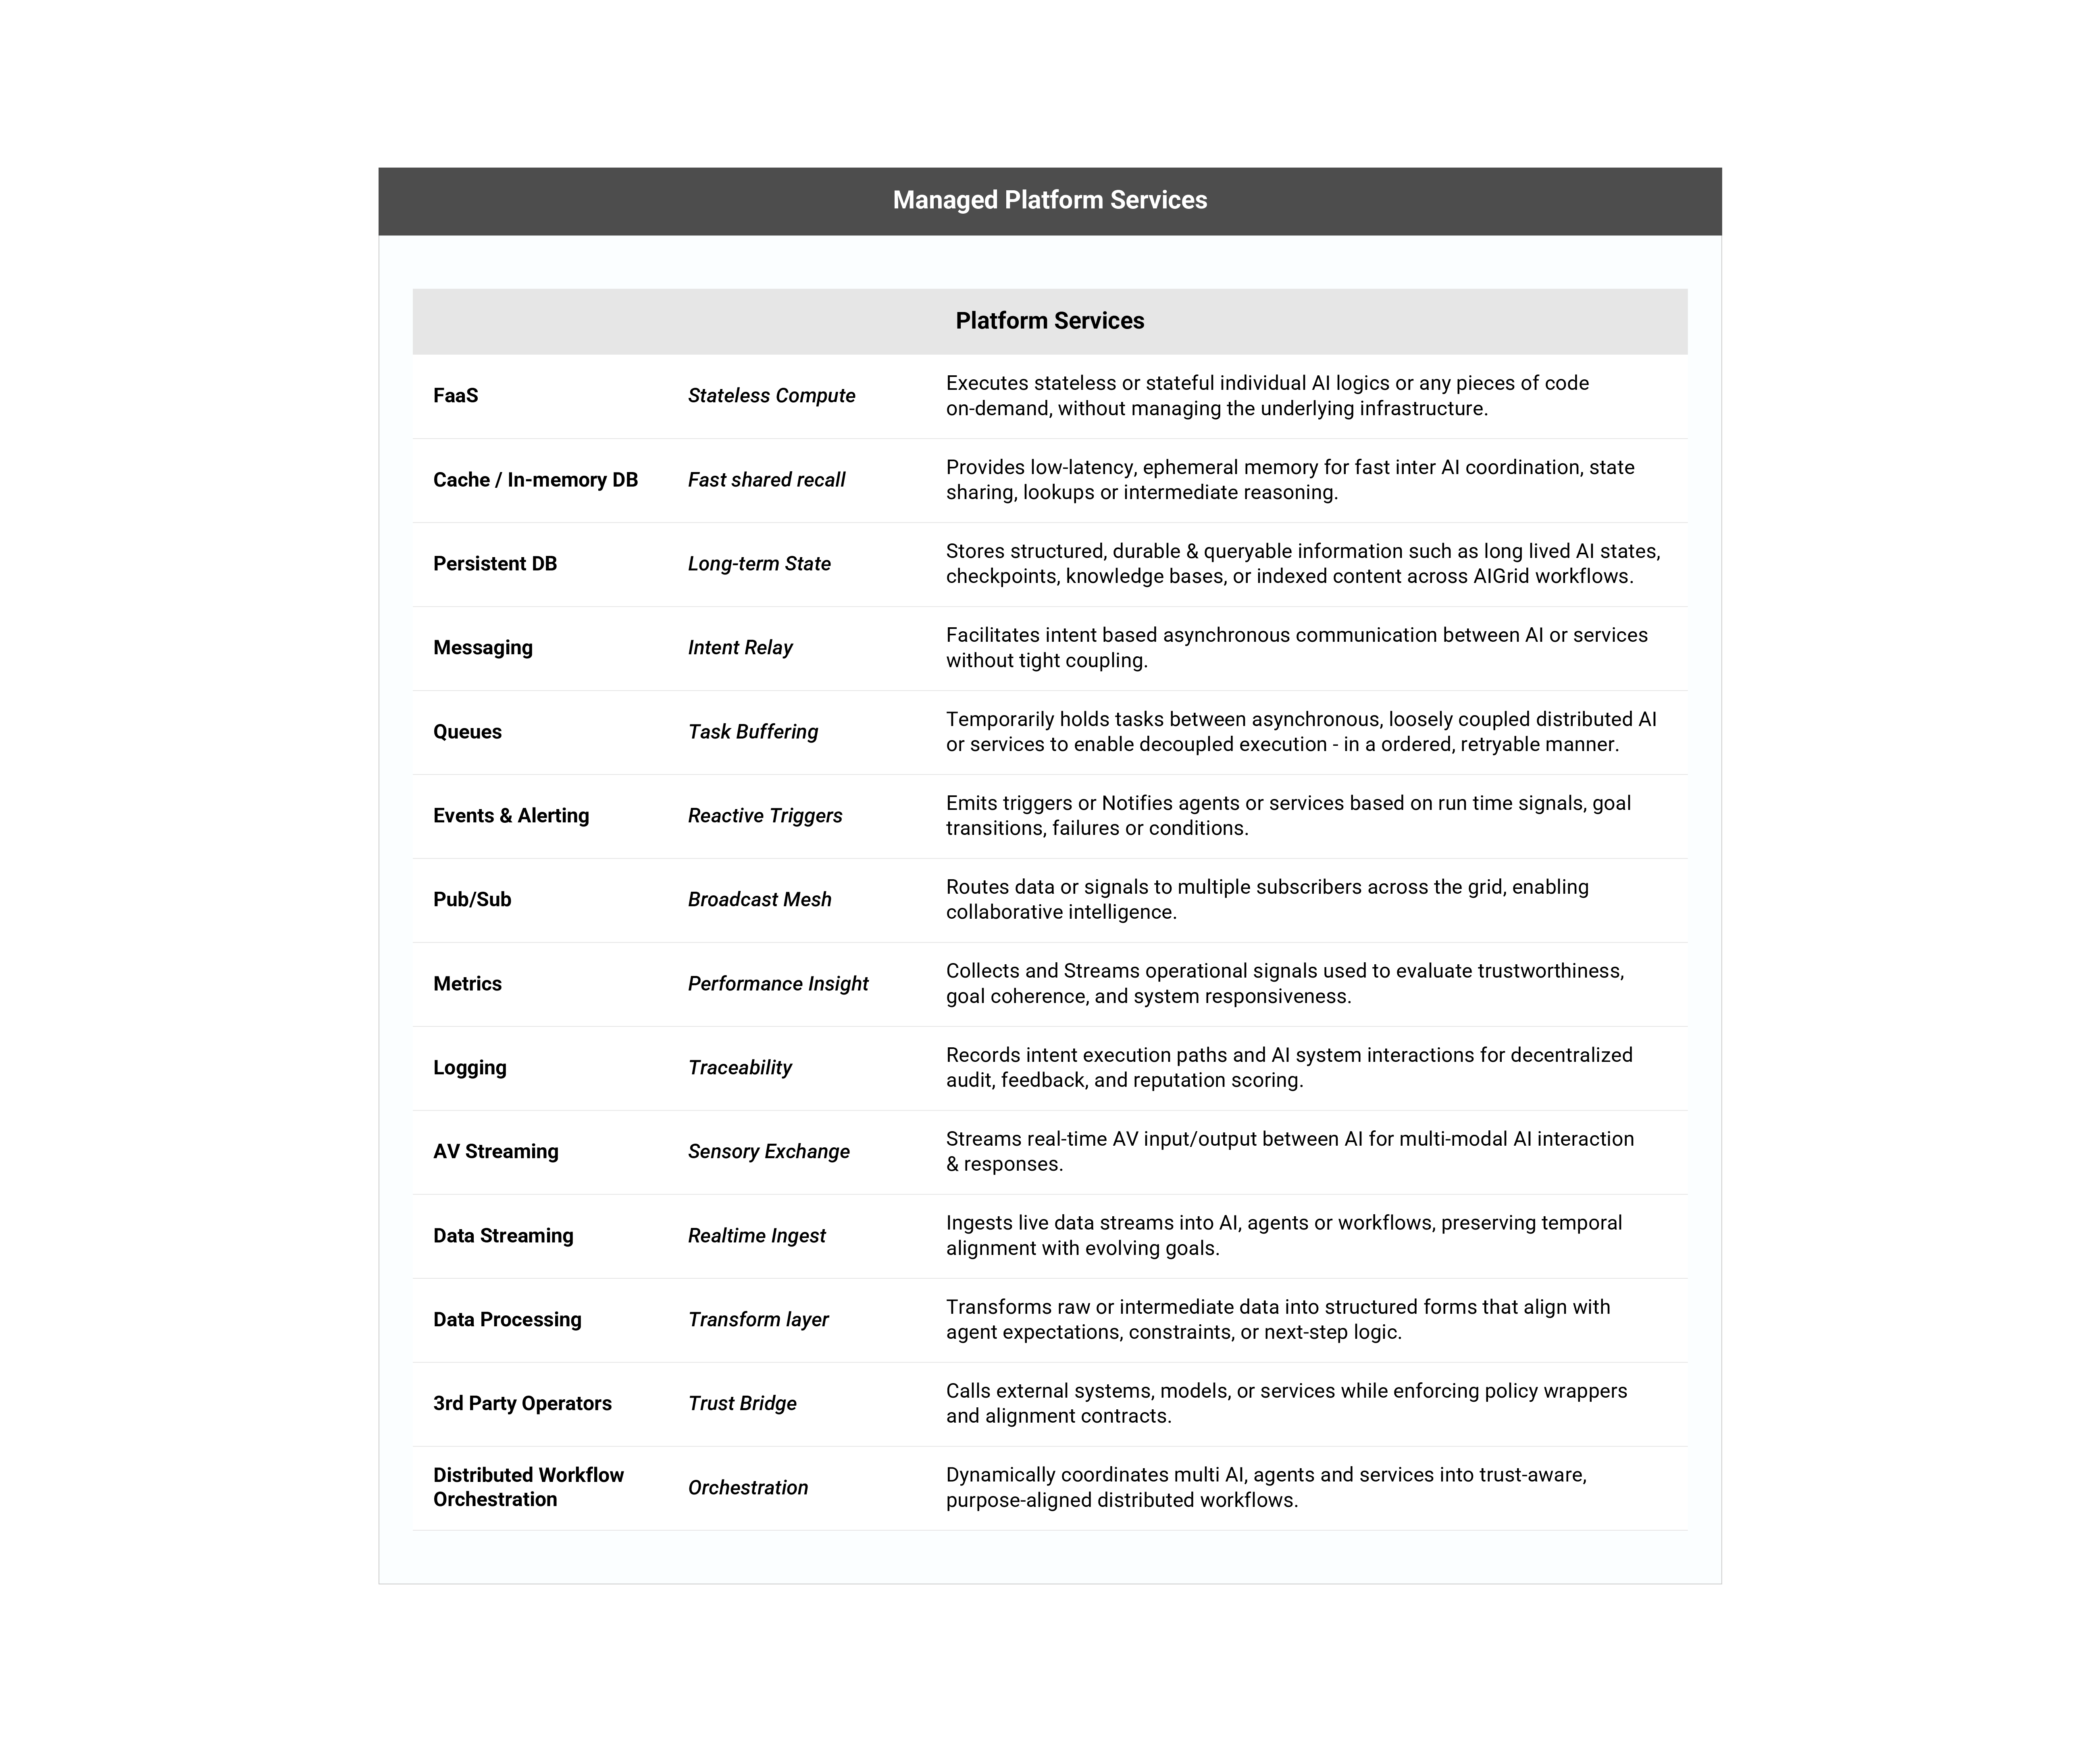 Managed Platform Services
Platform Services
FaaS
Stateless Compute
Executes stateless or stateful individual AI logics or any pieces of code
on-demand, without managing the underlying infrastructure.
Cache / In-memory DB
Fast shared recall
Provides low-latency, ephemeral memory for fast inter AI coordination, state
sharing, lookups or intermediate reasoning.
Persistent DB
Long-term State
Stores structured, durable & queryable information such as long lived AI states,
checkpoints, knowledge bases, or indexed content across AIGrid workflows.
Messaging
Intent Relay
Facilitates intent based asynchronous communication between AI or services
without tight coupling.
Queues
Task Buffering
Temporarily holds tasks between asynchronous, loosely coupled distributed AI
or services to enable decoupled execution - in a ordered, retryable manner.
Events & Alerting
Reactive Triggers
Emits triggers or Notifies agents or services based on run time signals, goal
transitions, failures or conditions.
Pub/Sub
Broadcast Mesh
Routes data or signals to multiple subscribers across the grid, enabling
collaborative intelligence.
Metrics
Performance Insight
Collects and Streams operational signals used to evaluate trustworthiness,
goal coherence, and system responsiveness.
Logging
Traceability
Records intent execution paths and AI system interactions for decentralized
audit, feedback, and reputation scoring.
AV Streaming
Sensory Exchange
Streams real-time AV input/output between AI for multi-modal AI interaction
& responses.
Data Streaming
Realtime Ingest
Ingests live data streams into AI, agents or workflows, preserving temporal
alignment with evolving goals.
Data Processing
Transform layer
Transforms raw or intermediate data into structured forms that align with
agent expectations, constraints, or next-step logic.
3rd Party Operators
Trust Bridge
Calls external systems, models, or services while enforcing policy wrappers
and alignment contracts.
Distributed Workflow
Orchestration
Orchestration
Dynamically coordinates multi AI, agents and services into trust-aware,
purpose-aligned distributed workflows.